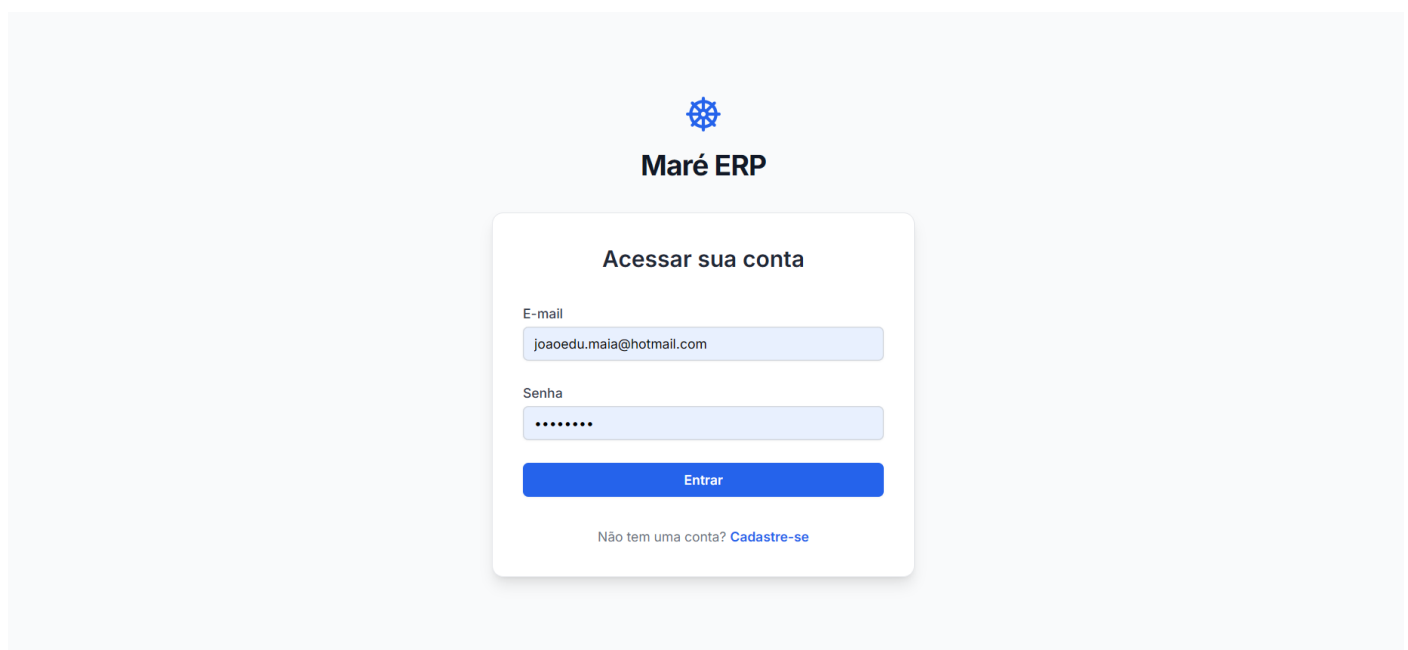 Maré ERP
Acessar sua conta
E-mail
joaoedu.maia@hotmail.com
Senha
••••••••
Entrar
Não tem uma conta? Cadastre-se